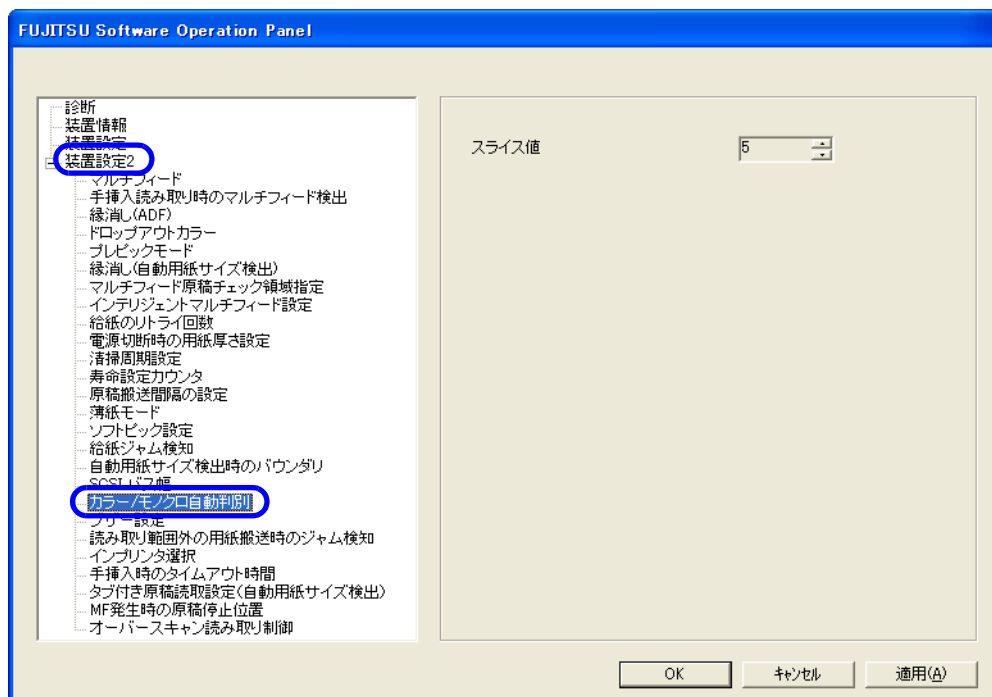 FUJITSU Software Operation Panel
診断
装置情報
装置設定
装置設定2
マルチフィード
手挿入読み取り時のマルチフィード検出
縁消し(ADF)
ドロップアウトカラー
プレピックモード
縁消し(自動用紙サイズ検出)
マルチフィード原稿チェック領域指定
インテリジェントマルチフィード設定
給紙のリトライ回数
電源切断時の用紙厚さ設定
清掃周期設定
寿命設定カウンタ
原稿搬送間隔の設定
薄紙モード
ソフトピック設定
給紙ジャム検知
自動用紙サイズ検出時のバウンダリ
SCSI バス幅
カラー/モノクロ自動判別
フリー設定
読み取り範囲外の用紙搬送時のジャム検知
インプリンタ選択
手挿入時のタイムアウト時間
タブ付き原稿読取設定(自動用紙サイズ検出)
MF発生時の原稿停止位置
オーバースキャン読み取り制御
スライス値 5
OK キャンセル 適用(A)